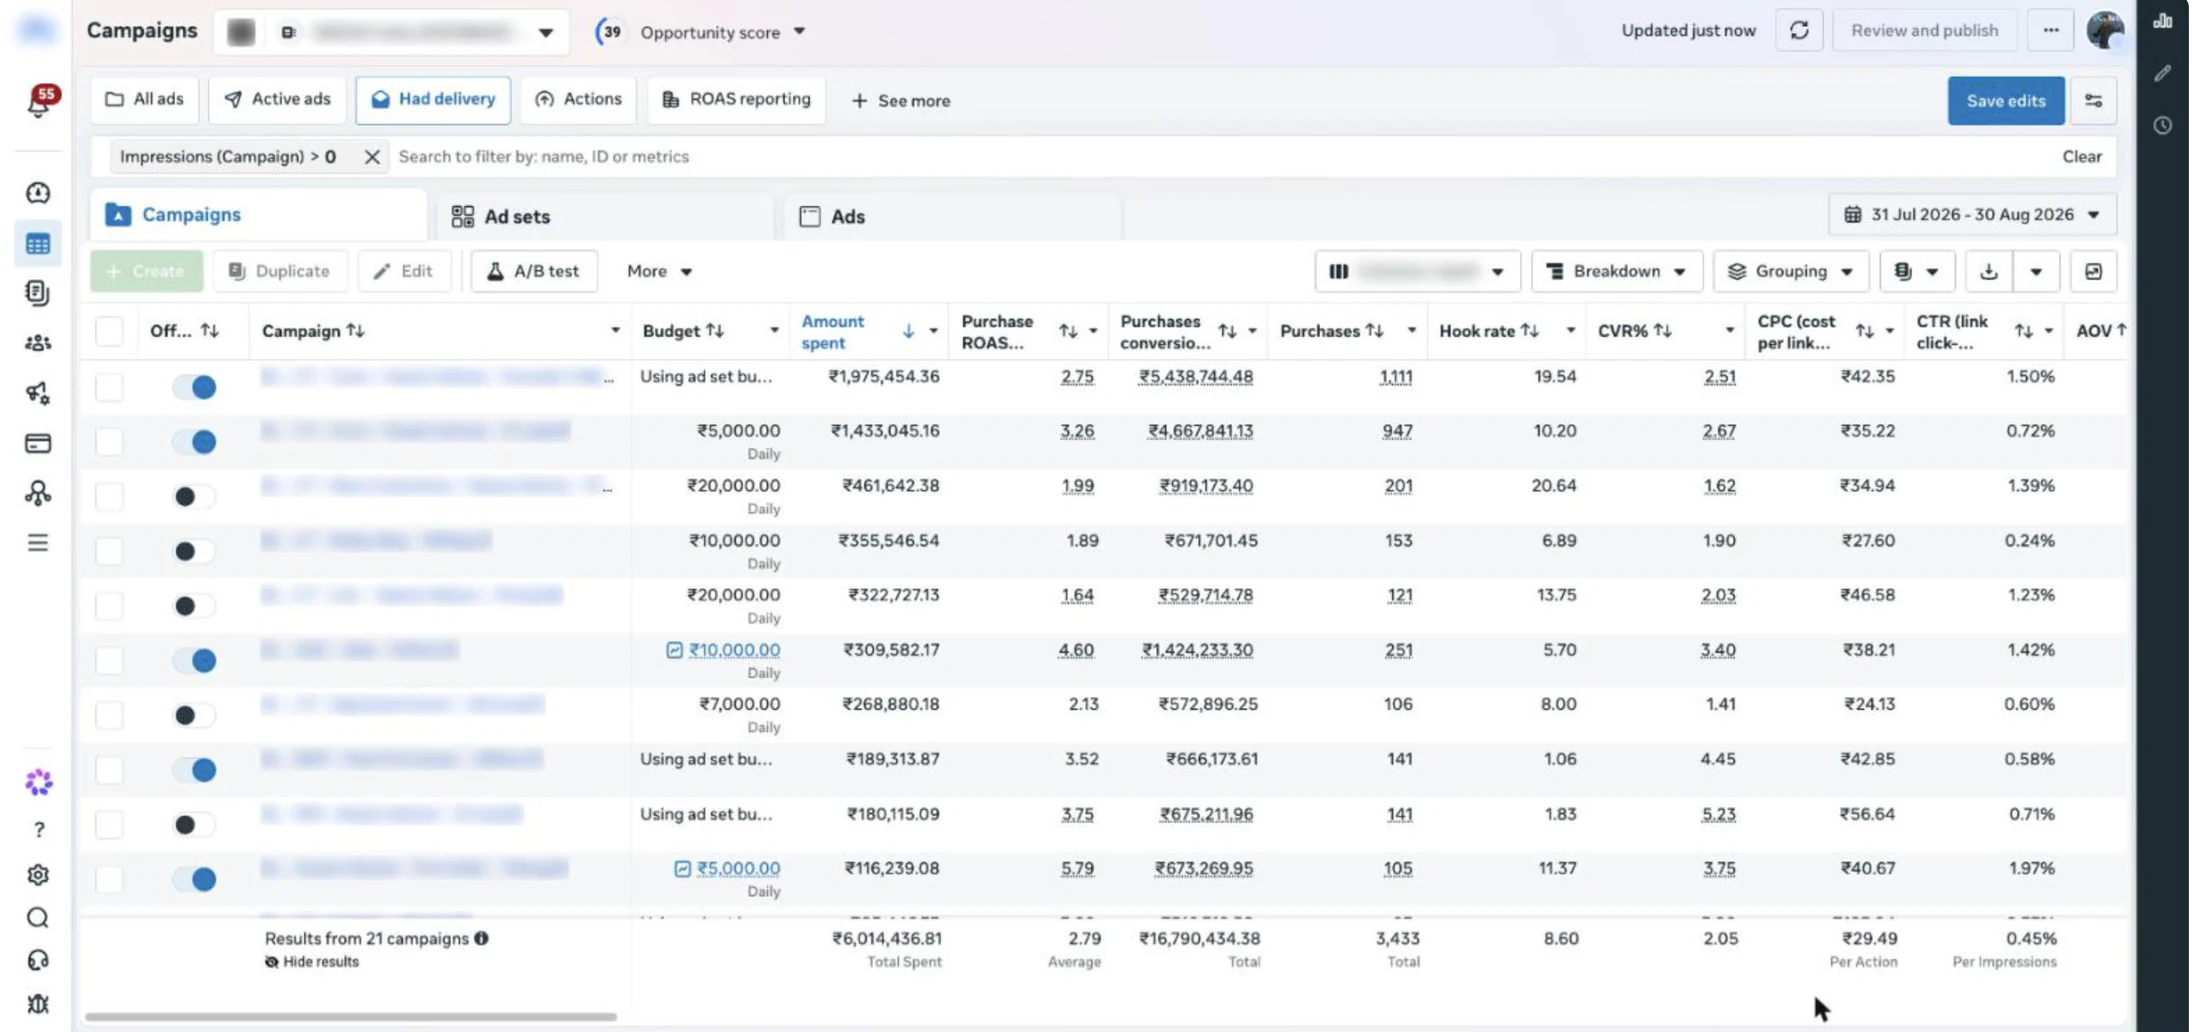 Campaigns
39 Opportunity score
Updated just now
Review and publish
55
All ads
Active ads
Had delivery
Actions
ROAS reporting
+ See more
Save edits
Impressions (Campaign) > 0
Search to filter by: name, ID or metrics
Clear
Campaigns
Ad sets
Ads
31 Jul 2026 - 30 Aug 2026
+ Create
Duplicate
Edit
A/B test
More
Breakdown
Grouping
Off... Campaign Budget Amount spent Purchase ROAS... Purchases conversio... Purchases Hook rate CVR% CPC (cost per link... CTR (link click-... AOV
... Using ad set bu... ₹1,975,454.36 2.75 ₹5,438,744.48 1,111 19.54 2.51 ₹42.35 1.50%
₹5,000.00 ₹1,433,045.16 3.26 ₹4,667,841.13 947 10.20 2.67 ₹35.22 0.72%
Daily
... ₹20,000.00 ₹461,642.38 1.99 ₹919,173.40 201 20.64 1.62 ₹34.94 1.39%
Daily
₹10,000.00 ₹355,546.54 1.89 ₹671,701.45 153 6.89 1.90 ₹27.60 0.24%
Daily
₹20,000.00 ₹322,727.13 1.64 ₹529,714.78 121 13.75 2.03 ₹46.58 1.23%
Daily
₹10,000.00 ₹309,582.17 4.60 ₹1,424,233.30 251 5.70 3.40 ₹38.21 1.42%
Daily
₹7,000.00 ₹268,880.18 2.13 ₹572,896.25 106 8.00 1.41 ₹24.13 0.60%
Daily
Using ad set bu... ₹189,313.87 3.52 ₹666,173.61 141 1.06 4.45 ₹42.85 0.58%
Using ad set bu... ₹180,115.09 3.75 ₹675,211.96 141 1.83 5.23 ₹56.64 0.71%
₹5,000.00 ₹116,239.08 5.79 ₹673,269.95 105 11.37 3.75 ₹40.67 1.97%
Daily
Results from 21 campaigns ₹6,014,436.81 2.79 ₹16,790,434.38 3,433 8.60 2.05 ₹29.49 0.45%
Hide results Total Spent Average Total Total Per Action Per Impressions